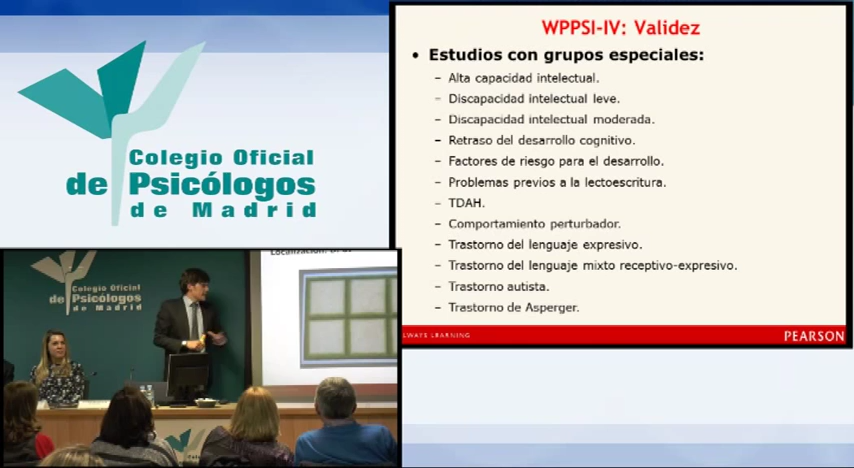 Colegio Oficial
de Psicólogos
de Madrid
WPPSI-IV: Validez
• Estudios con grupos especiales:
– Alta capacidad intelectual.
– Discapacidad intelectual leve.
– Discapacidad intelectual moderada.
– Retraso del desarrollo cognitivo.
– Factores de riesgo para el desarrollo.
– Problemas previos a la lectoescritura.
– TDAH.
– Comportamiento perturbador.
– Trastorno del lenguaje expresivo.
– Trastorno del lenguaje mixto receptivo-expresivo.
– Trastorno autista.
– Trastorno de Asperger.
LWAYS LEARNING
PEARSON
Colegio Oficial
de Psicólogos
de Madrid